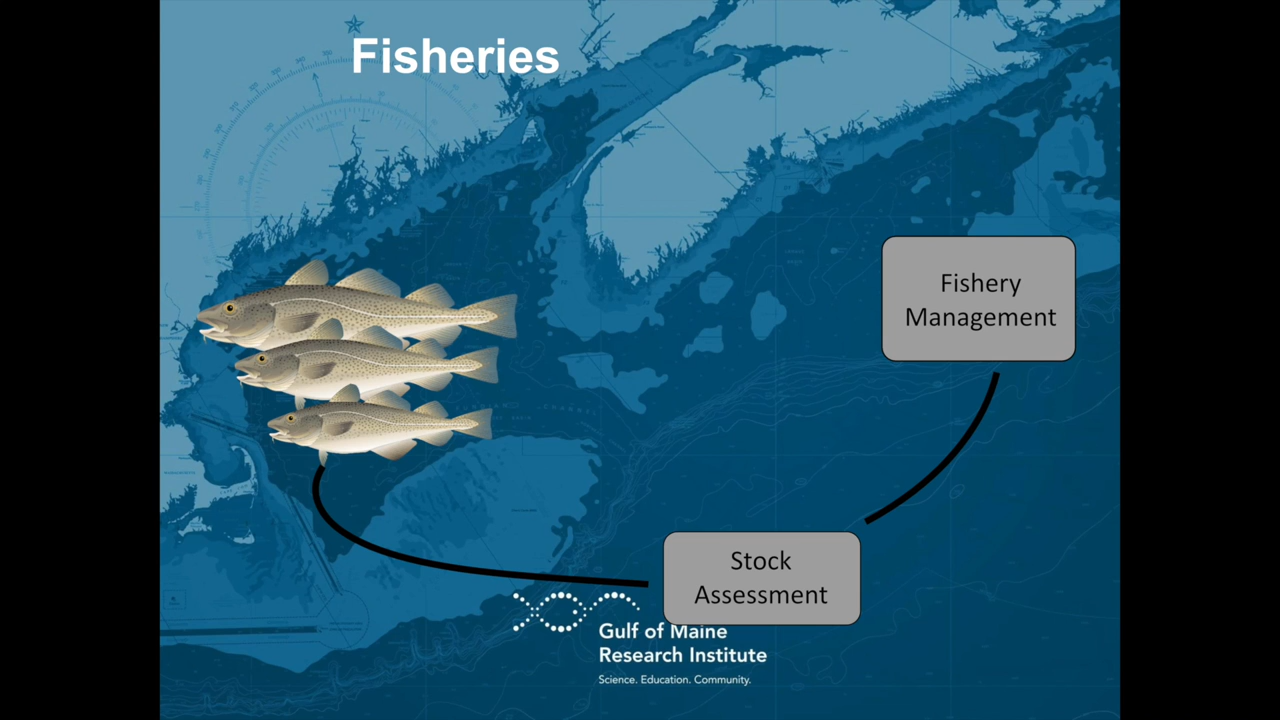 Fisheries
Fishery
Management
Stock
Assessment
Gulf of Maine
Research Institute
Science. Education. Community.